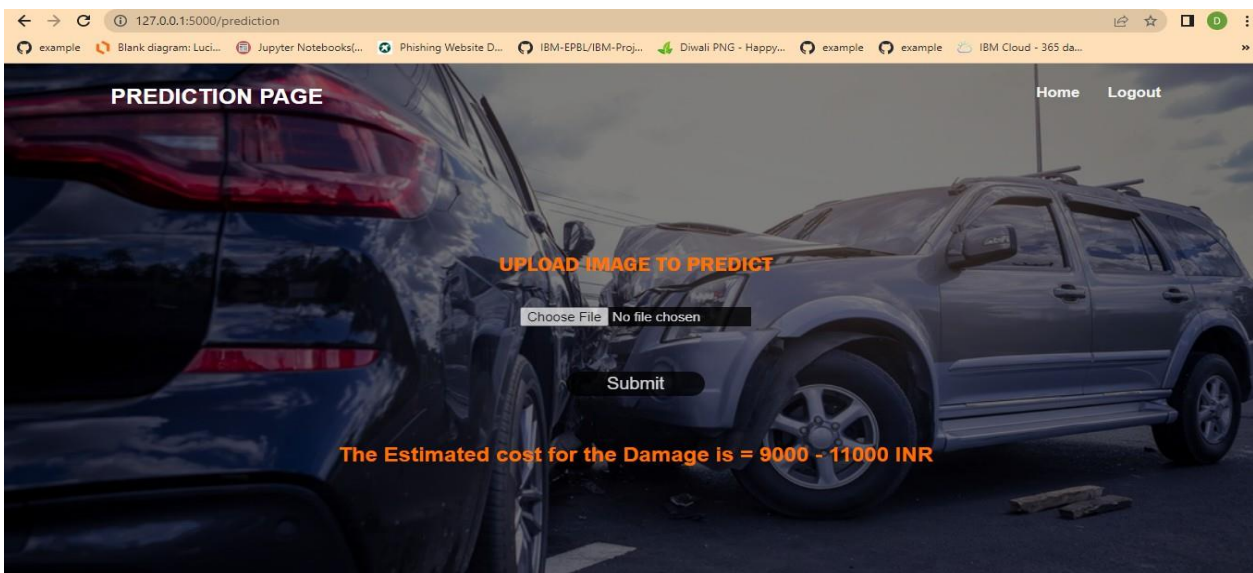 127.0.0.1:5000/prediction
example Blank diagram: Luci... Jupyter Notebooks(... Phishing Website D... IBM-EPBL/IBM-Proj... Diwali PNG - Happy... example example IBM Cloud - 365 da... »
PREDICTION PAGE Home Logout
UPLOAD IMAGE TO PREDICT
Choose File No file chosen
Submit
The Estimated cost for the Damage is = 9000 - 11000 INR